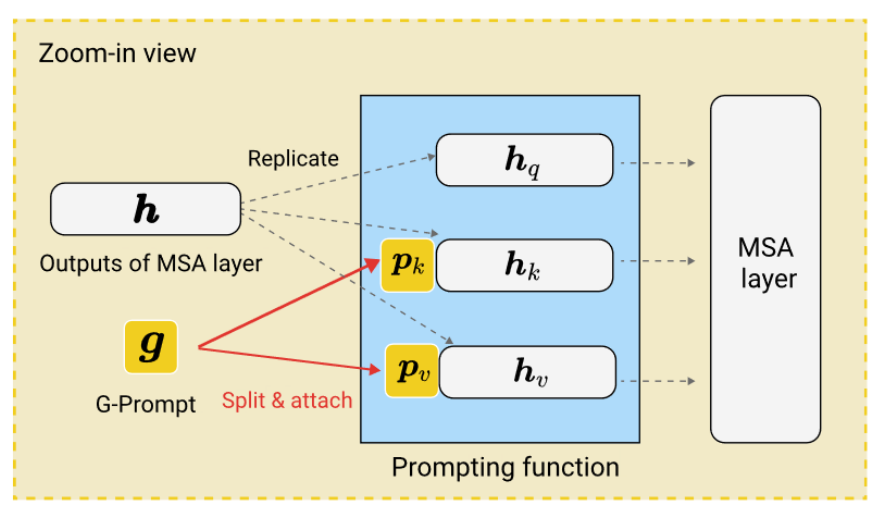 Zoom-in view
Replicate
h
Outputs of MSA layer
g
G-Prompt
Split & attach
h_q
p_k h_k
p_v h_v
Prompting function
MSA
layer